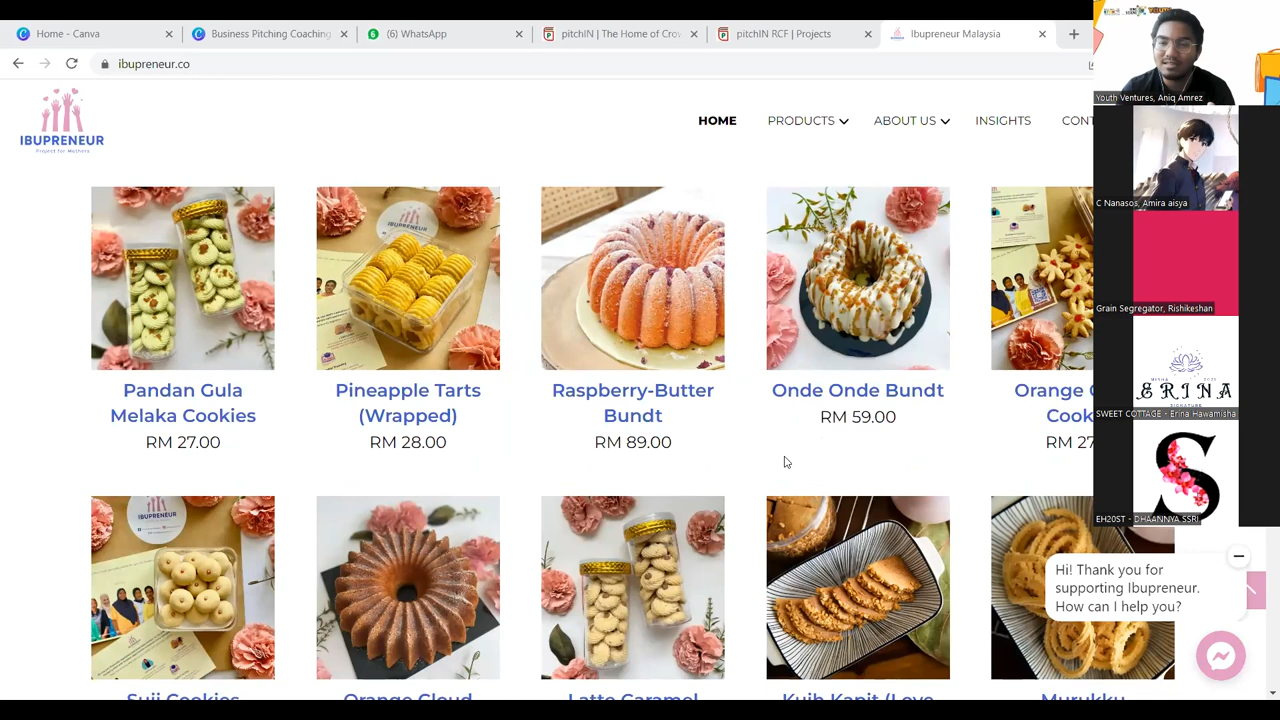 Home - Canva
Business Pitching Coaching
(6) WhatsApp
pitchIN | The Home of Crow
pitchIN RCF | Projects
Ibupreneur Malaysia
ibupreneur.co
IBUPRENEUR
Project for Mothers
HOME
PRODUCTS
ABOUT US
INSIGHTS
CONT
Pandan Gula
Melaka Cookies
RM 27.00
Pineapple Tarts
(Wrapped)
RM 28.00
Raspberry-Butter
Bundt
RM 89.00
Onde Onde Bundt
RM 59.00
Orange
Cook
RM 27
IBUPRENEUR
Suji Cookies
Orange Cloud
Latte Caramel
Kuih Kapit (Love
Murukku
Youth Ventures, Aniq Amrez
C Nanasos, Amira aisya
Grain Segregator, Rishikeshan
ERINA
SIGNATURE
SWEET COTTAGE - Erina Hawamisha
S
EH20ST - DHAANNYA SSRI
Hi! Thank you for
supporting Ibupreneur.
How can I help you?